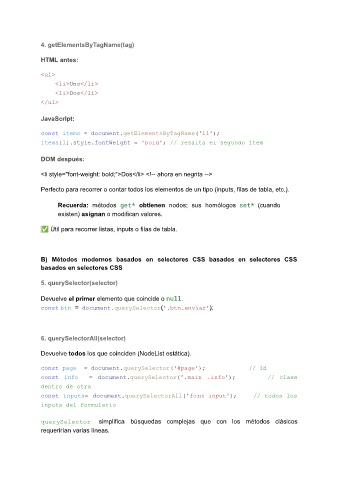 4. getElementsByTagName(tag)
HTML antes:
<ul>
<li>Uno</li>
<li>Dos</li>
</ul>
JavaScript:
const items = document.getElementsByTagName('li');
items[1].style.fontWeight = 'bold'; // resalta el segundo ítem
DOM después:
<li style="font-weight: bold;">Dos</li> <!-- ahora en negrita -->
Perfecto para recorrer o contar todos los elementos de un tipo (inputs, filas de tabla, etc.).
Recuerda: métodos get* obtienen nodos; sus homólogos set* (cuando
existen) asignan o modifican valores.
✅ Útil para recorrer listas, inputs o filas de tabla.
B) Métodos modernos basados en selectores CSS basados en selectores CSS
basados en selectores CSS
5. querySelector(selector)
Devuelve el primer elemento que coincide o null.
const btn = document.querySelector('.btn.enviar');
6. querySelectorAll(selector)
Devuelve todos los que coinciden (NodeList estática).
const page = document.querySelector('#page'); // id
const info = document.querySelector('.main .info'); // clase
dentro de otra
const inputs= document.querySelectorAll('form input'); // todos los
inputs del formulario
querySelector simplifica búsquedas complejas que con los métodos clásicos
requerirían varias líneas.